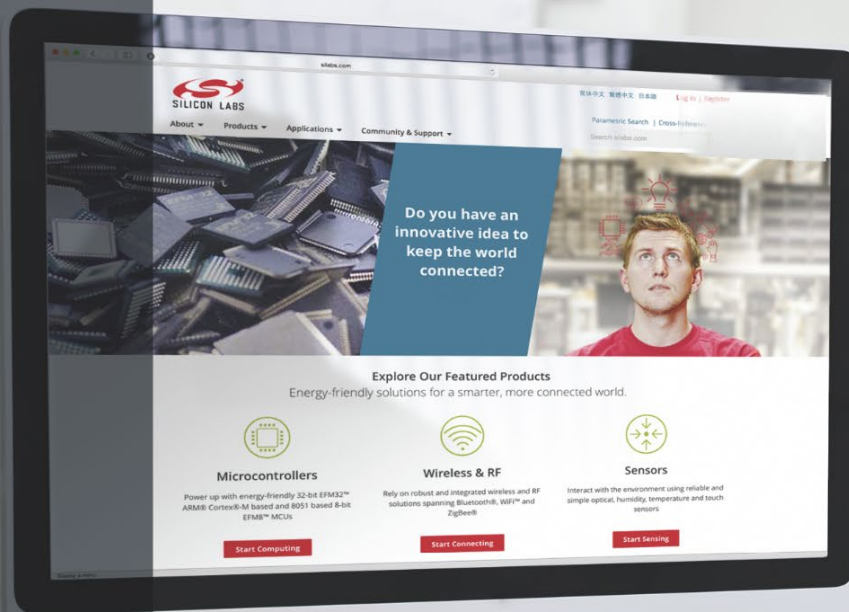 silabs.com
SILICON LABS
简体中文 繁體中文 日本語 Log In | Register
About Products Applications Community & Support
Parametric Search | Cross-Reference
Search silabs.com
Do you have an
innovative idea to
keep the world
connected?
Explore Our Featured Products
Energy-friendly solutions for a smarter, more connected world.
Microcontrollers
Power up with energy-friendly 32-bit EFM32™
ARM® Cortex®-M based and 8051 based 8-bit
EFM8™ MCUs
Start Computing
Wireless & RF
Rely on robust and integrated wireless and RF
solutions spanning Bluetooth®, WiFi™ and
ZigBee®
Start Connecting
Sensors
Interact with the environment using reliable and
simple optical, humidity, temperature and touch
sensors
Start Sensing